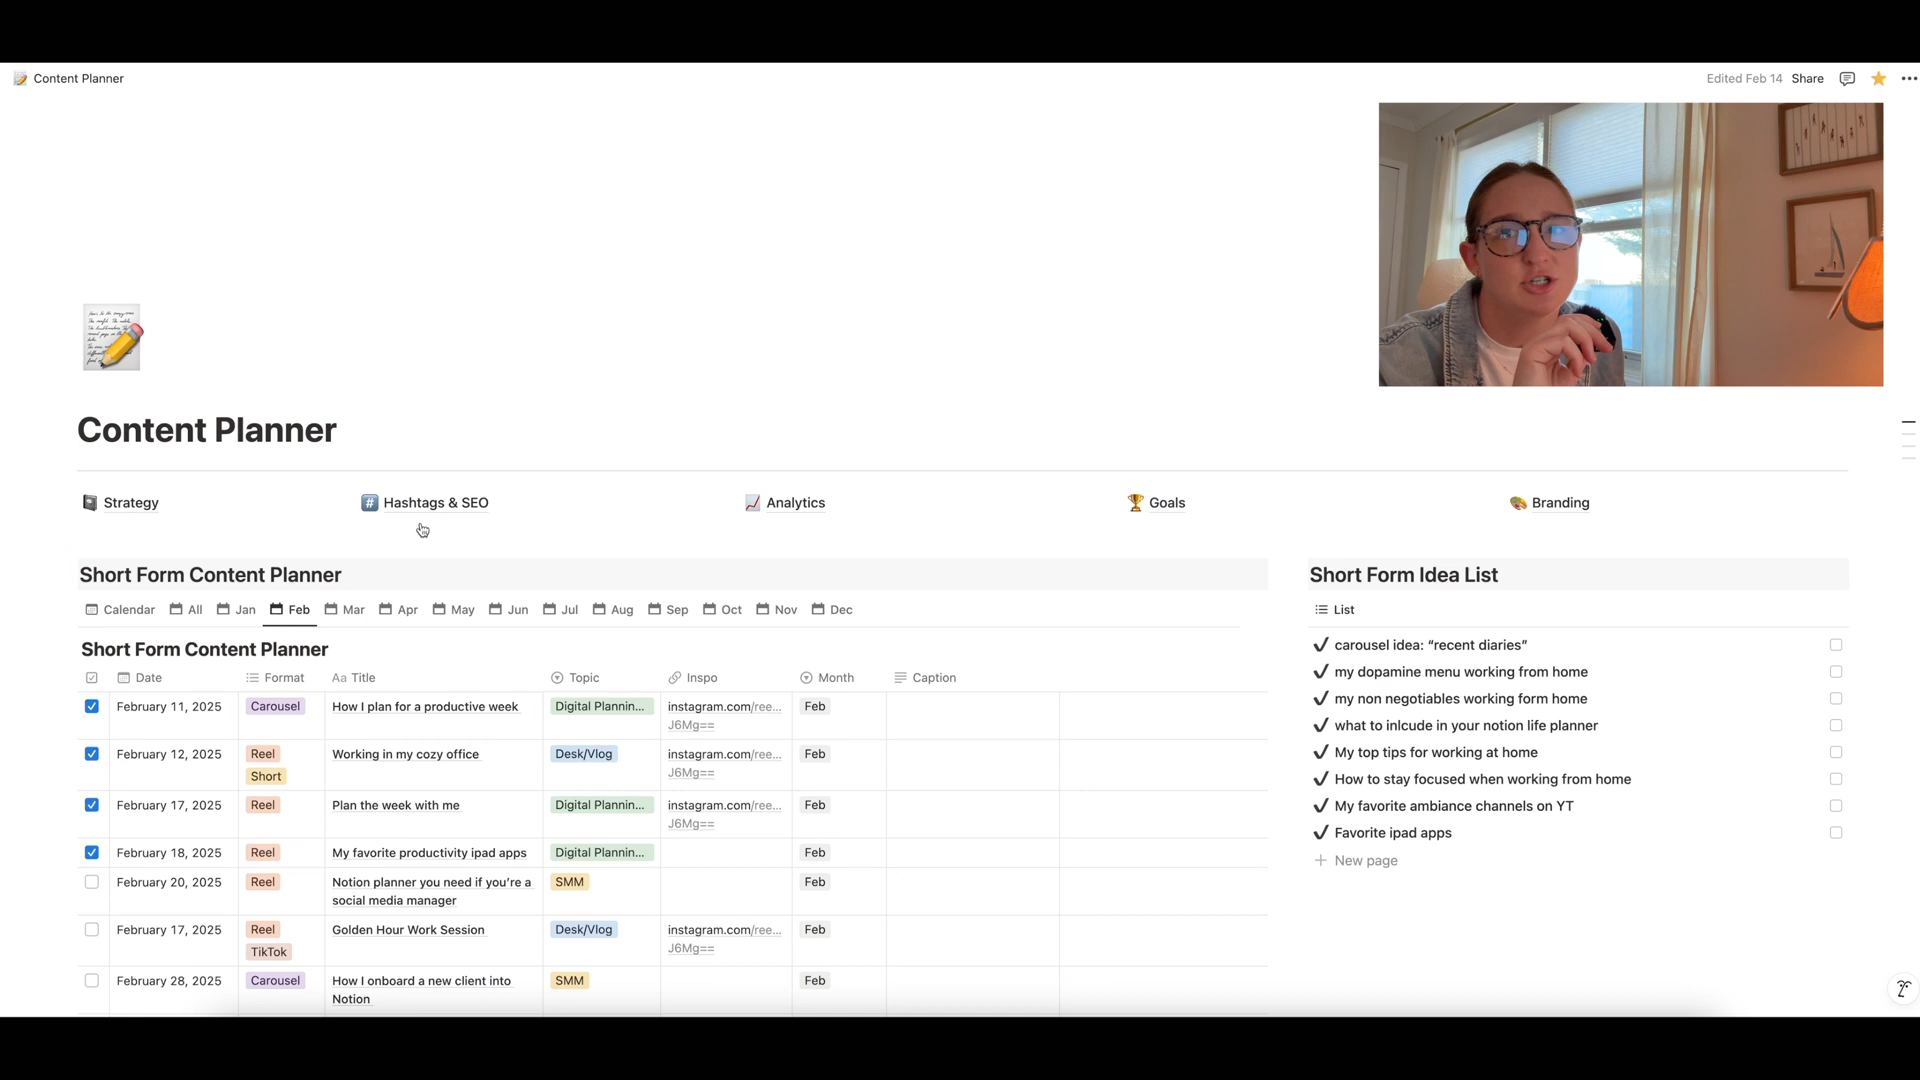 Content Planner
Edited Feb 14 Share
Content Planner
Strategy
# Hashtags & SEO
Analytics
Goals
Branding
Short Form Content Planner
Calendar All Jan Feb Mar Apr May Jun Jul Aug Sep Oct Nov Dec
Short Form Content Planner
Date Format Aa Title Topic Inspo Month Caption
February 11, 2025 Carousel How I plan for a productive week Digital Plannin... instagram.com/ree... Feb
J6Mg==
February 12, 2025 Reel Working in my cozy office Desk/Vlog instagram.com/ree... Feb
Short J6Mg==
February 17, 2025 Reel Plan the week with me Digital Plannin... instagram.com/ree... Feb
J6Mg==
February 18, 2025 Reel My favorite productivity ipad apps Digital Plannin... Feb
February 20, 2025 Reel Notion planner you need if you're a SMM Feb
social media manager
February 17, 2025 Reel Golden Hour Work Session Desk/Vlog instagram.com/ree... Feb
TikTok J6Mg==
February 28, 2025 Carousel How I onboard a new client into SMM Feb
Notion
Short Form Idea List
List
carousel idea: “recent diaries”
my dopamine menu working from home
my non negotiables working form home
what to inlcude in your notion life planner
My top tips for working at home
How to stay focused when working from home
My favorite ambiance channels on YT
Favorite ipad apps
+ New page